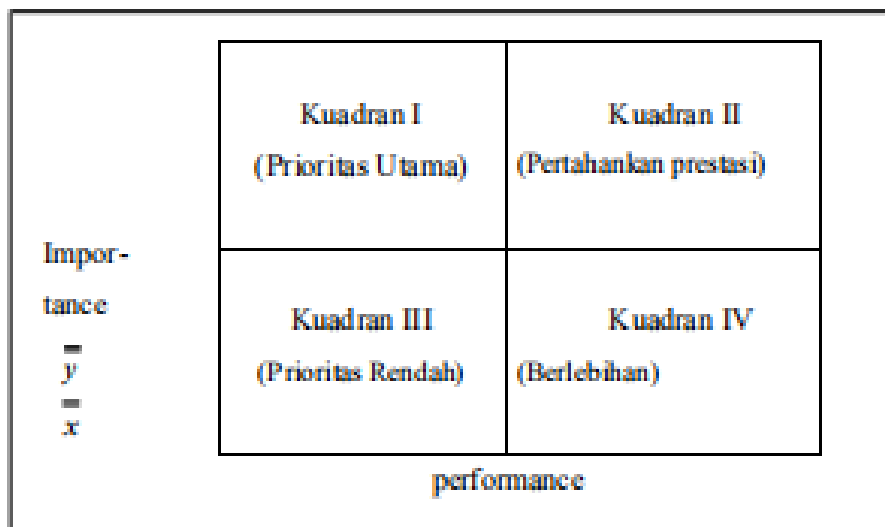 Kuadran I
(Prioritas Utama)
Kuadran II
(Pertahankan prestasi)
Impor-
tance
y̿
x̿
Kuadran III
(Prioritas Rendah)
Kuadran IV
(Berlebihan)
performance